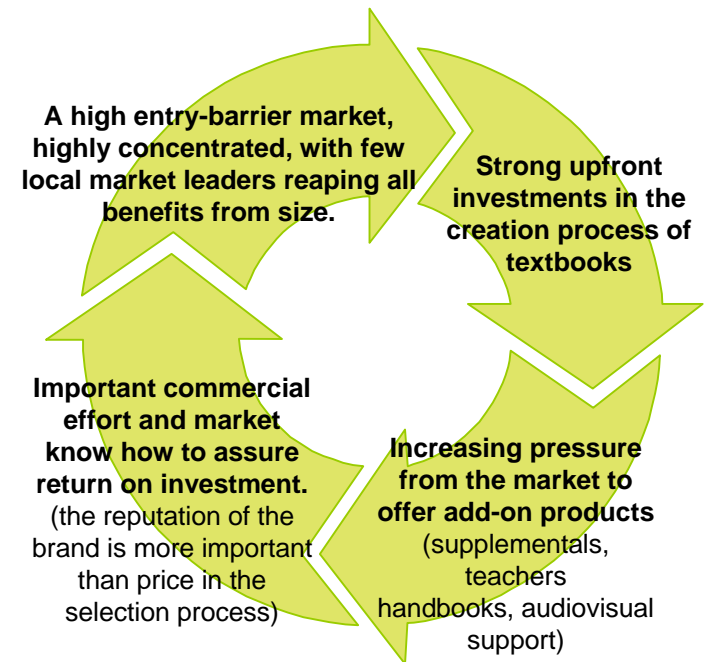 A high entry-barrier market,
highly concentrated, with few
local market leaders reaping all
benefits from size.
Strong upfront
investments in the
creation process of
textbooks
Increasing pressure
from the market to
offer add-on products
(supplementals,
teachers
handbooks, audiovisual
support)
Important commercial
effort and market
know how to assure
return on investment.
(the reputation of the
brand is more important
than price in the
selection process)